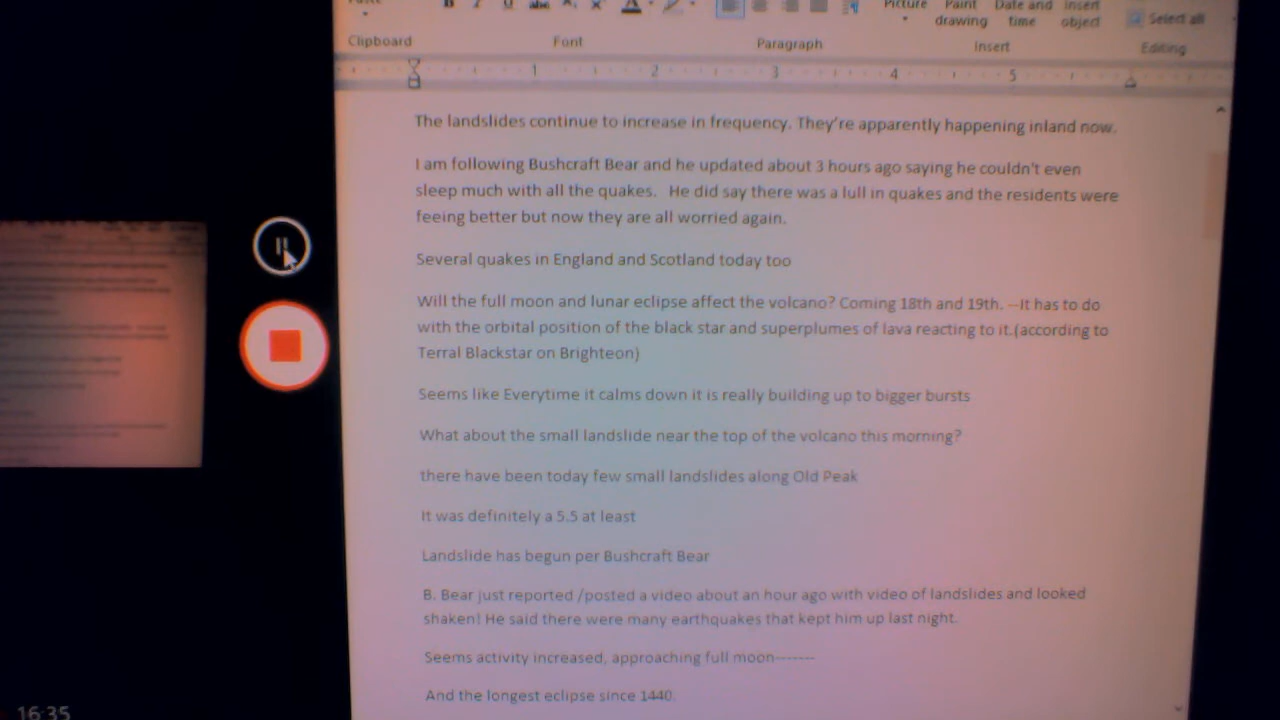 Picture Paint Date and Insert
drawing time object Select all
Clipboard Font Paragraph Insert Editing
1 2 3 4 5
The landslides continue to increase in frequency. They're apparently happening inland now.
I am following Bushcraft Bear and he updated about 3 hours ago saying he couldn't even
sleep much with all the quakes. He did say there was a lull in quakes and the residents were
feeing better but now they are all worried again.
Several quakes in England and Scotland today too
Will the full moon and lunar eclipse affect the volcano? Coming 18th and 19th. --It has to do
with the orbital position of the black star and superplumes of lava reacting to it.(according to
Terral Blackstar on Brighteon)
Seems like Everytime it calms down it is really building up to bigger bursts
What about the small landslide near the top of the volcano this morning?
there have been today few small landslides along Old Peak
It was definitely a 5.5 at least
Landslide has begun per Bushcraft Bear
B. Bear just reported /posted a video about an hour ago with video of landslides and looked
shaken! He said there were many earthquakes that kept him up last night.
Seems activity increased, approaching full moon-------
And the longest eclipse since 1440.
16:35